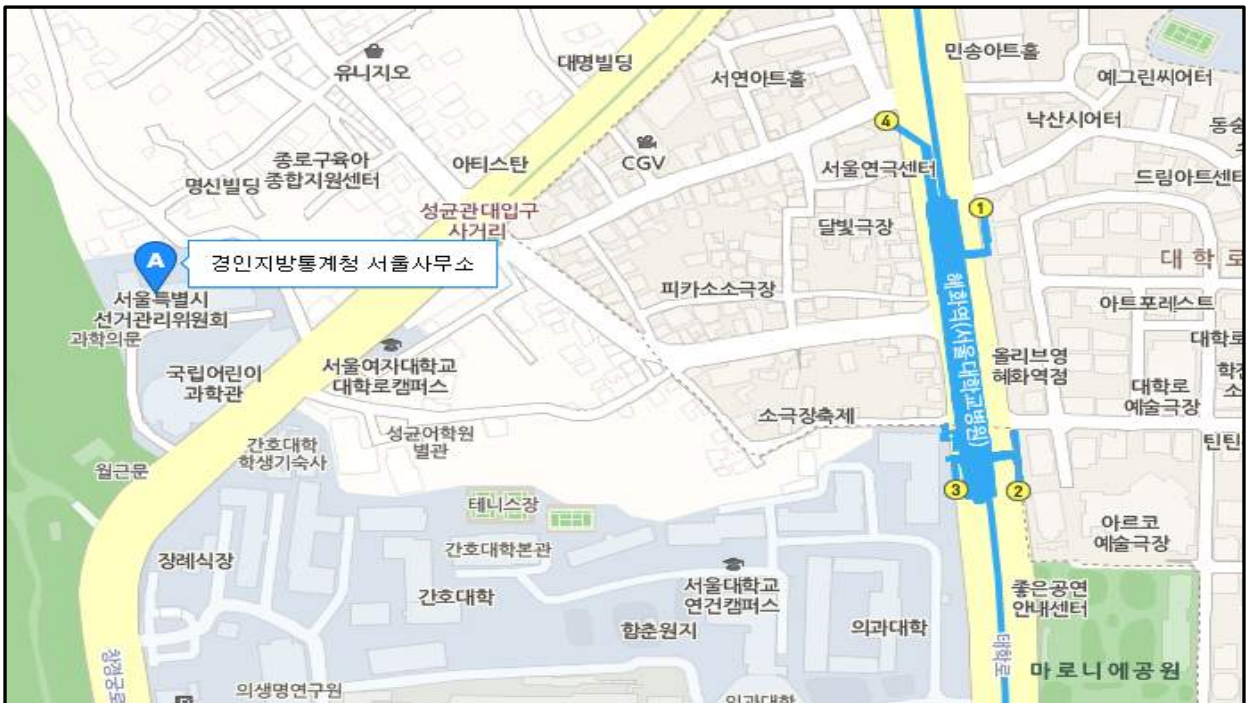 유니지오
대명빌딩
서연아트홀
민송아트홀
예그린씨어터
4
낙산시어터
CGV
서울연극센터
종로구육아
종합지원센터
아티스탄
명신빌딩
드림아트센터
성균관대입구
사거리
1
달빛극장
A
경인지방통계청 서울사무소
대학로
피카소소극장
서울특별시
선거관리위원회
과학의문
아트포레스트
혜화역(서울대학교병원)
국립어린이
과학관
서울여자대학교
대학로캠퍼스
올리브영
혜화역점
대학로
예술극장
소극장축제
성균어학원
별관
간호대학
학생기숙사
월근문
3
2
테니스장
아르코
예술극장
간호대학본관
장례식장
간호대학
서울대학교
연건캠퍼스
함춘원지
의과대학
좋은공연
안내센터
대학로
마로니에공원
창경궁로
의생명연구원
P
의과대학